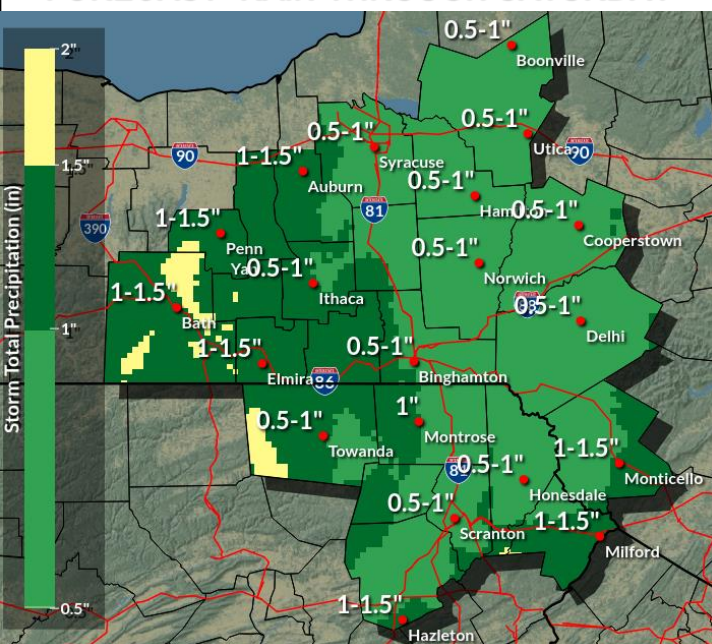 0.5-1"
Boonville
2"
0.5-1"
0.5-1"
Utica
90
90
Syracuse
1-1.5"
Auburn
1.5"
0.5-1"
81
0.5-1"
Cooperstown
390
1-1.5"
Penn
Yan
0.5-1"
Norwich
0.5-1"
Ithaca
1-1.5"
Bath
0.5-1"
Delhi
1"
1-1.5"
Elmira
86
0.5-1"
Binghamton
Storm Total Precipitation (in)
0.5-1"
Towanda
1"
Montrose
1-1.5"
Monticello
0.5-1"
Honesdale
0.5-1"
Scranton
1-1.5"
Milford
0.5"
1-1.5"
Hazleton